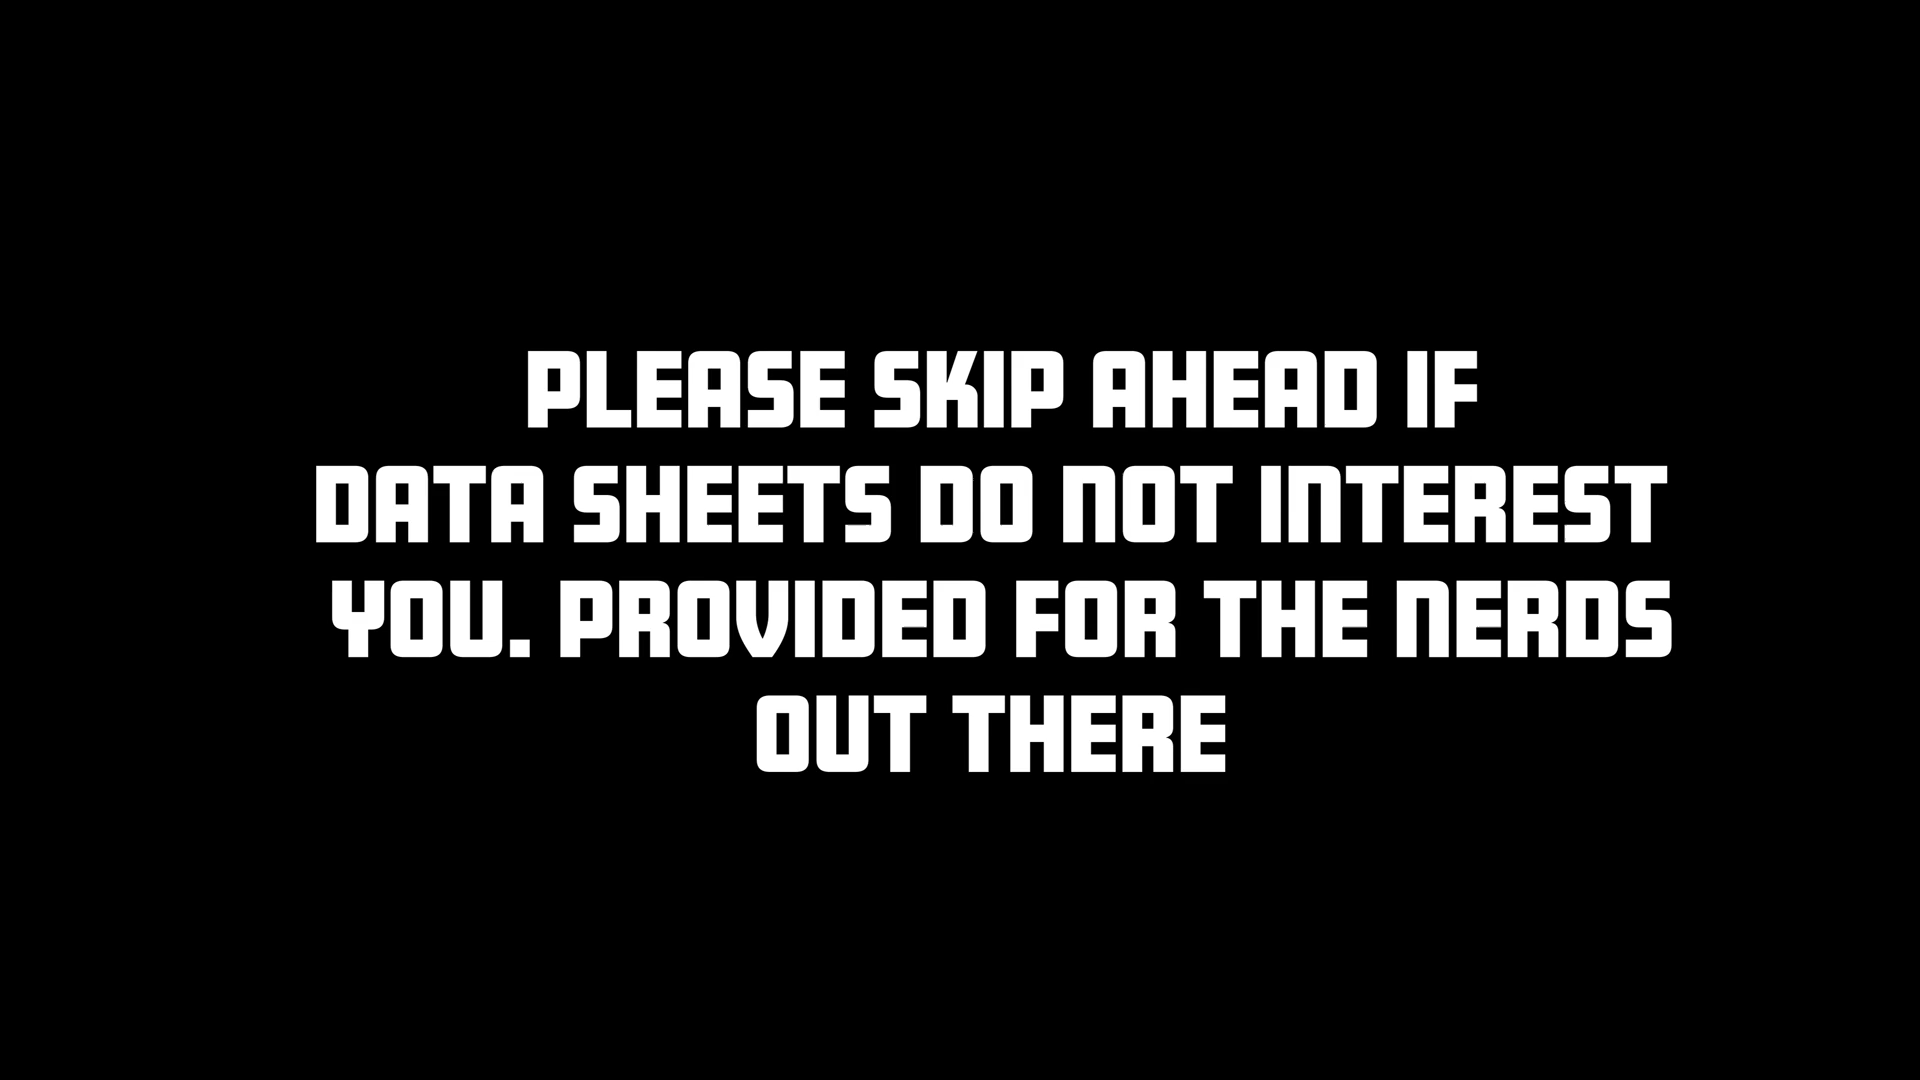 PLEASE SKIP AHEAD IF
DATA SHEETS DO NOT INTEREST
YOU. PROVIDED FOR THE NERDS
OUT THERE